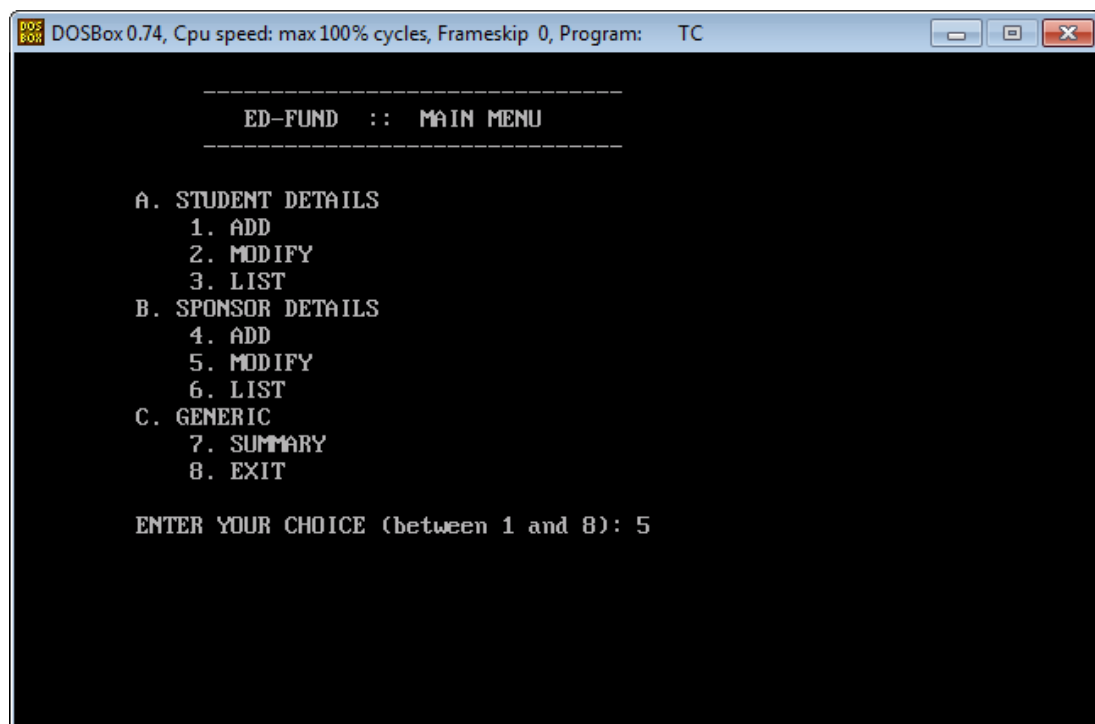 DOS BOX DOSBox 0.74, Cpu speed: max 100% cycles, Frameskip 0, Program: TC
-------------------------------
ED-FUND :: MAIN MENU
-------------------------------
A. STUDENT DETAILS
1. ADD
2. MODIFY
3. LIST
B. SPONSOR DETAILS
4. ADD
5. MODIFY
6. LIST
C. GENERIC
7. SUMMARY
8. EXIT
ENTER YOUR CHOICE (between 1 and 8): 5